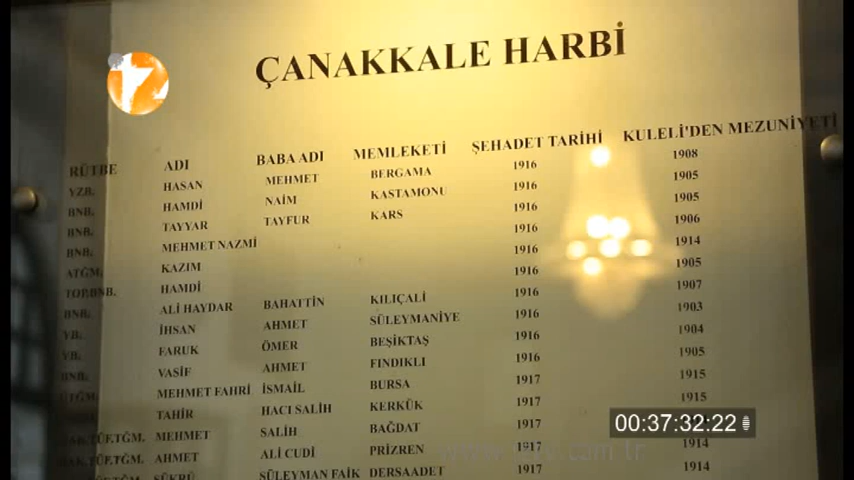 ÇANAKKALE HARBİ
RÜTBE ADI BABA ADI MEMLEKETİ ŞEHADET TARİHİ KULELİ'DEN MEZUNİYETİ
YZB. HASAN MEHMET BERGAMA 1916 1908
BNB. HAMDİ NAİM KASTAMONU 1916 1905
BNB. TAYYAR TAYFUR KARS 1916 1905
BNB. MEHMET NAZMİ 1916 1906
ATĞM. KAZIM 1916 1914
TOP.BNB. HAMDİ 1916 1905
BNB. ALİ HAYDAR BAHATTİN KILIÇALİ 1916 1907
YB. İHSAN AHMET SÜLEYMANİYE 1916 1903
YB. FARUK ÖMER BEŞİKTAŞ 1916 1904
BNB. VASIF AHMET FINDIKLI 1916 1905
MEHMET FAHRİ İSMAİL BURSA 1917 1915
TAHİR HACI SALİH KERKÜK 1917 1915
MEHMET SALİH BAĞDAT 1917
AHMET ALİ CUDİ PRİZREN 1917 1914
ŞÜKRÜ SÜLEYMAN FAİK DERSAADET 1917 1914
00:37:32:22